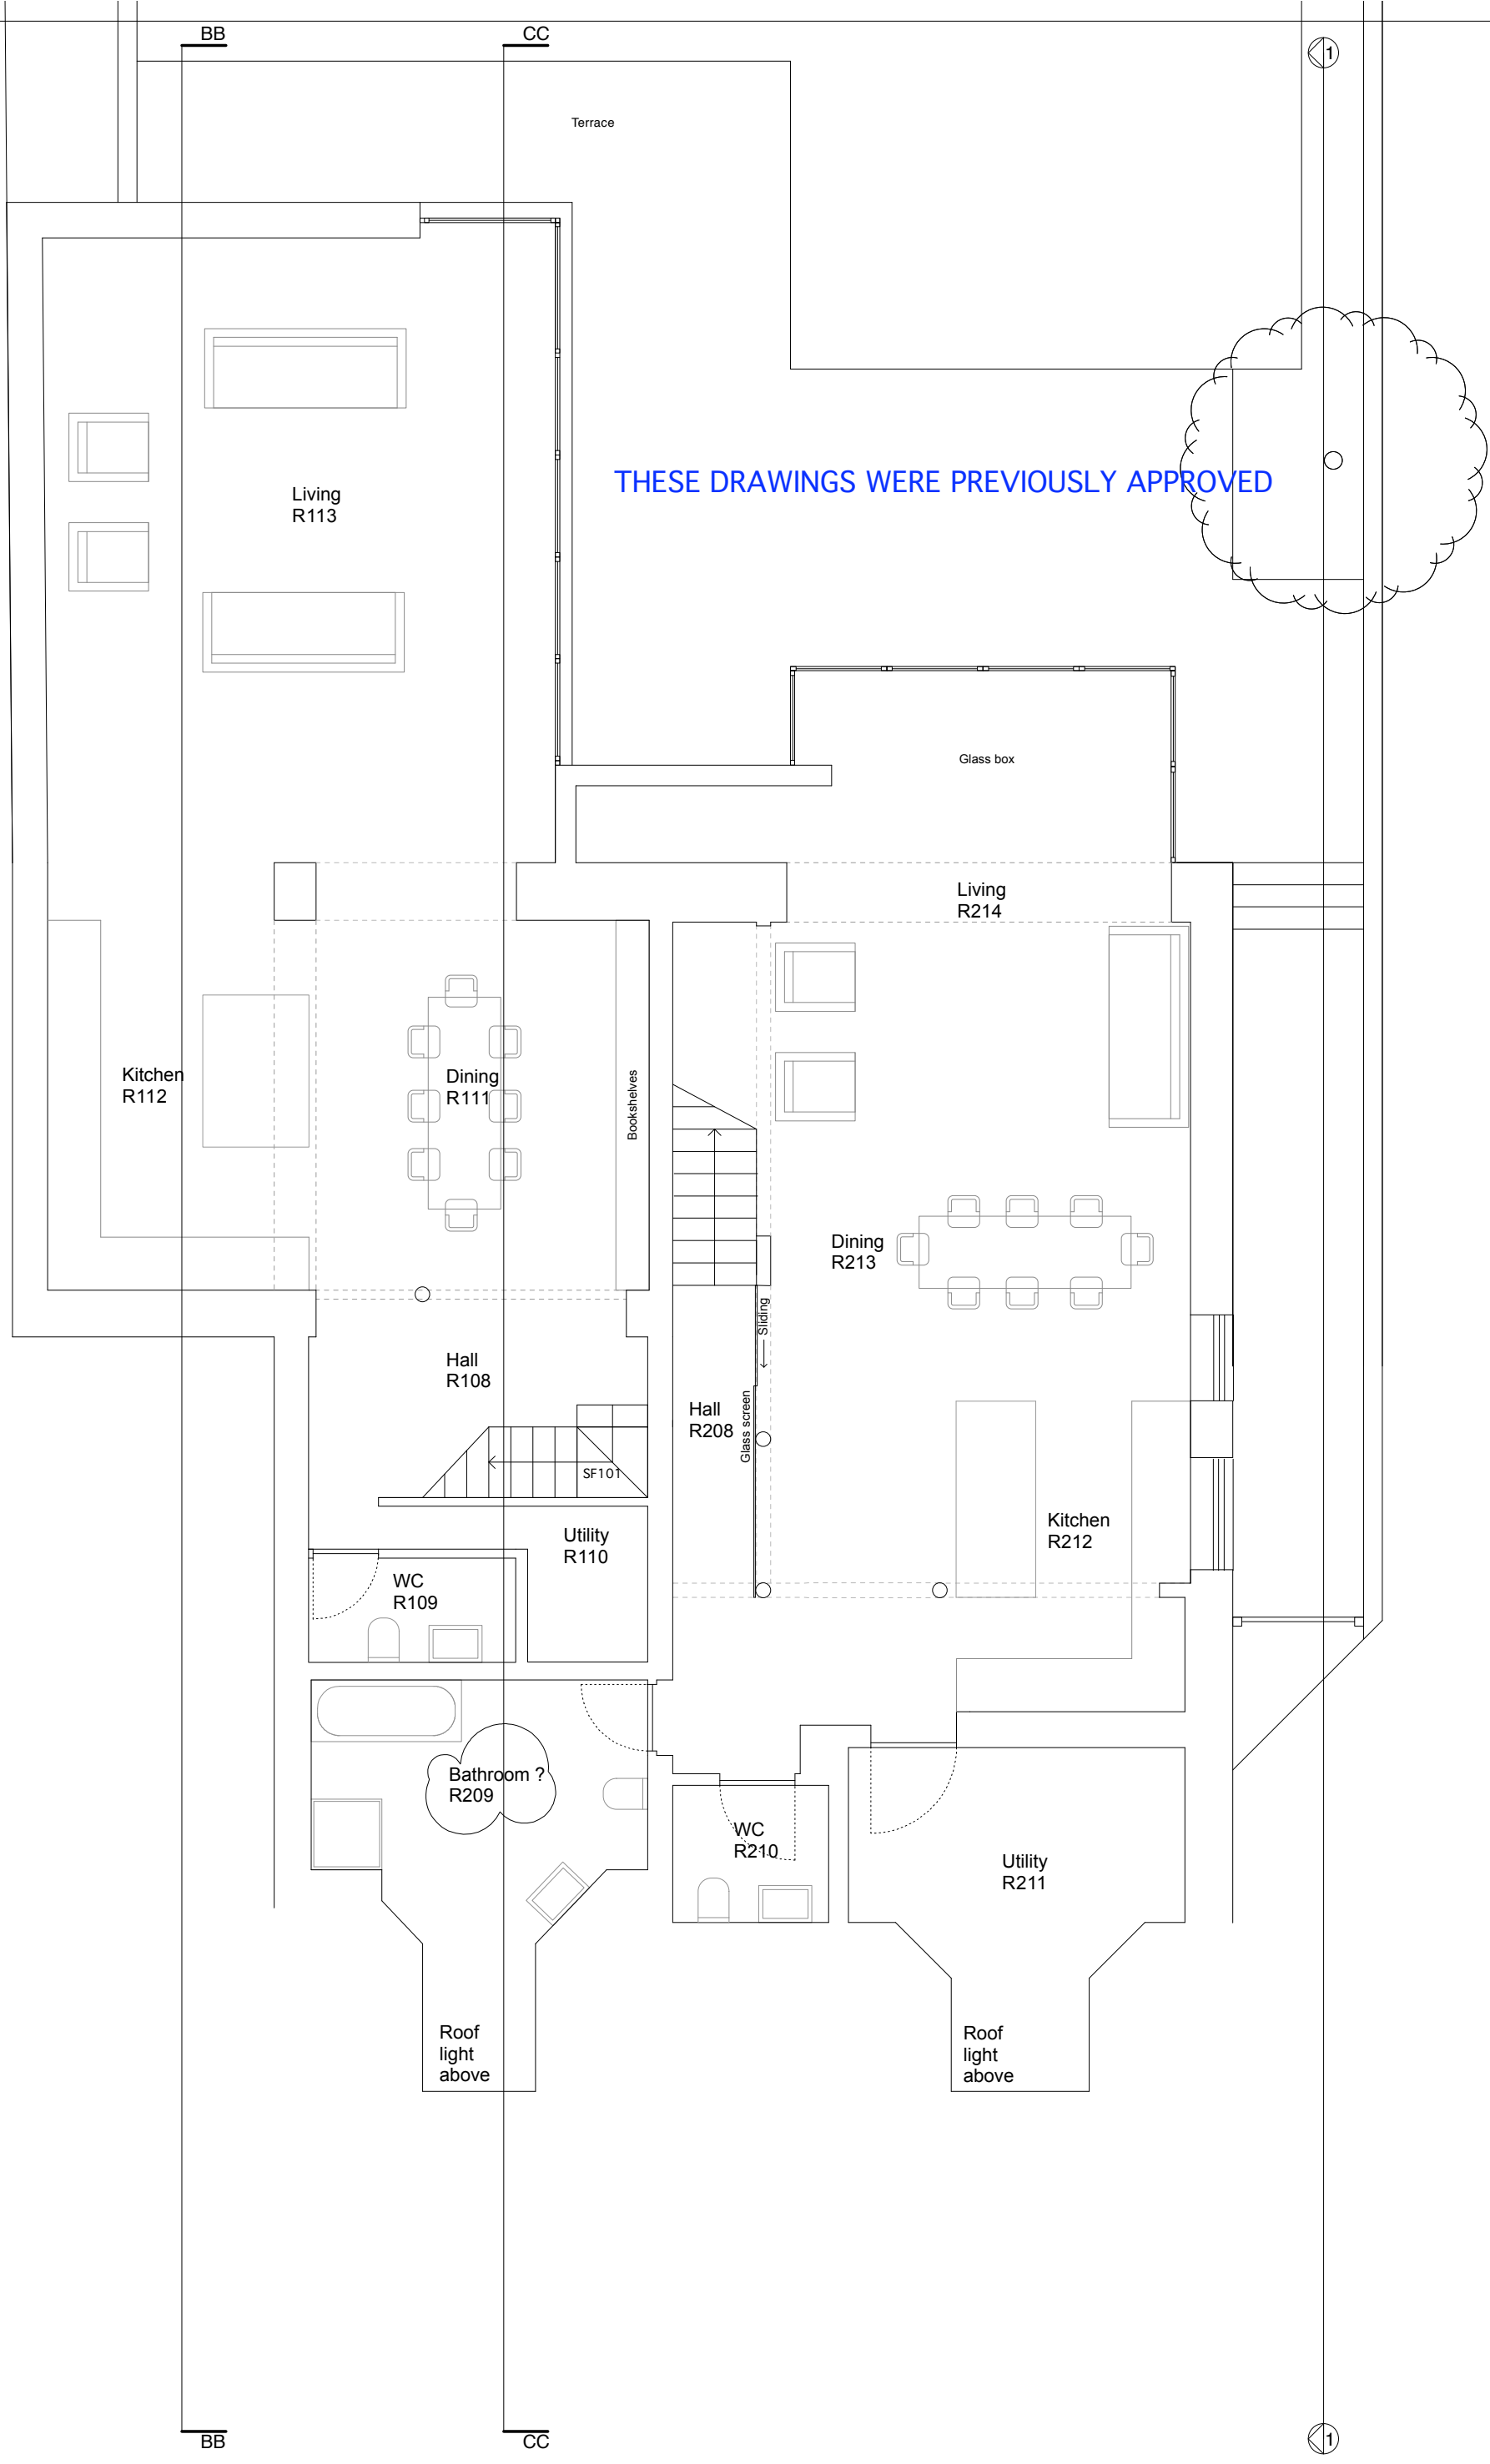 BB
CC
1
Terrace
THESE DRAWINGS WERE PREVIOUSLY APPROVED
Living
R113
Glass box
Living
R214
Kitchen
R112
Dining
R111
Bookshelves
Dining
R213
Sliding
Hall
R108
Hall
R208
Glass screen
SF101
Utility
R110
Kitchen
R212
WC
R109
Bathroom ?
R209
WC
R210
Utility
R211
Roof
light
above
Roof
light
above
BB
CC
1